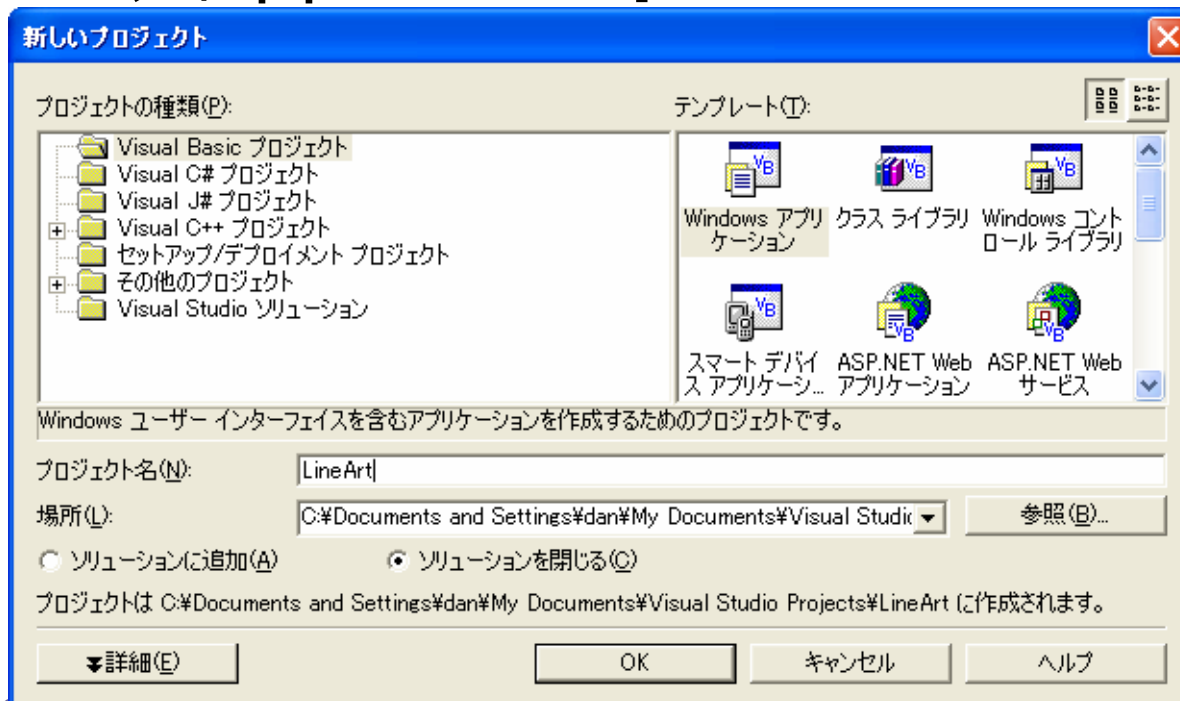 新しいプロジェクト
プロジェクトの種類(P):
テンプレート(T):
Visual Basic プロジェクト
Visual C# プロジェクト
Visual J# プロジェクト
Visual C++ プロジェクト
セットアップ/デプロイメント プロジェクト
その他のプロジェクト
Visual Studio ソリューション
Windows アプリ
ケーション
クラス ライブラリ
Windows コント
ロール ライブラリ
スマート デバイ
ス アプリケーシ...
ASP.NET Web
アプリケーション
ASP.NET Web
サービス
Windows ユーザー インターフェイスを含むアプリケーションを作成するためのプロジェクトです。
プロジェクト名(N):
LineArt
場所(L):
C:¥Documents and Settings¥dan¥My Documents¥Visual Studic
参照(B)...
ソリューションに追加(A)
ソリューションを閉じる(C)
プロジェクトは C:¥Documents and Settings¥dan¥My Documents¥Visual Studio Projects¥LineArt に作成されます。
詳細(E)
OK
キャンセル
ヘルプ